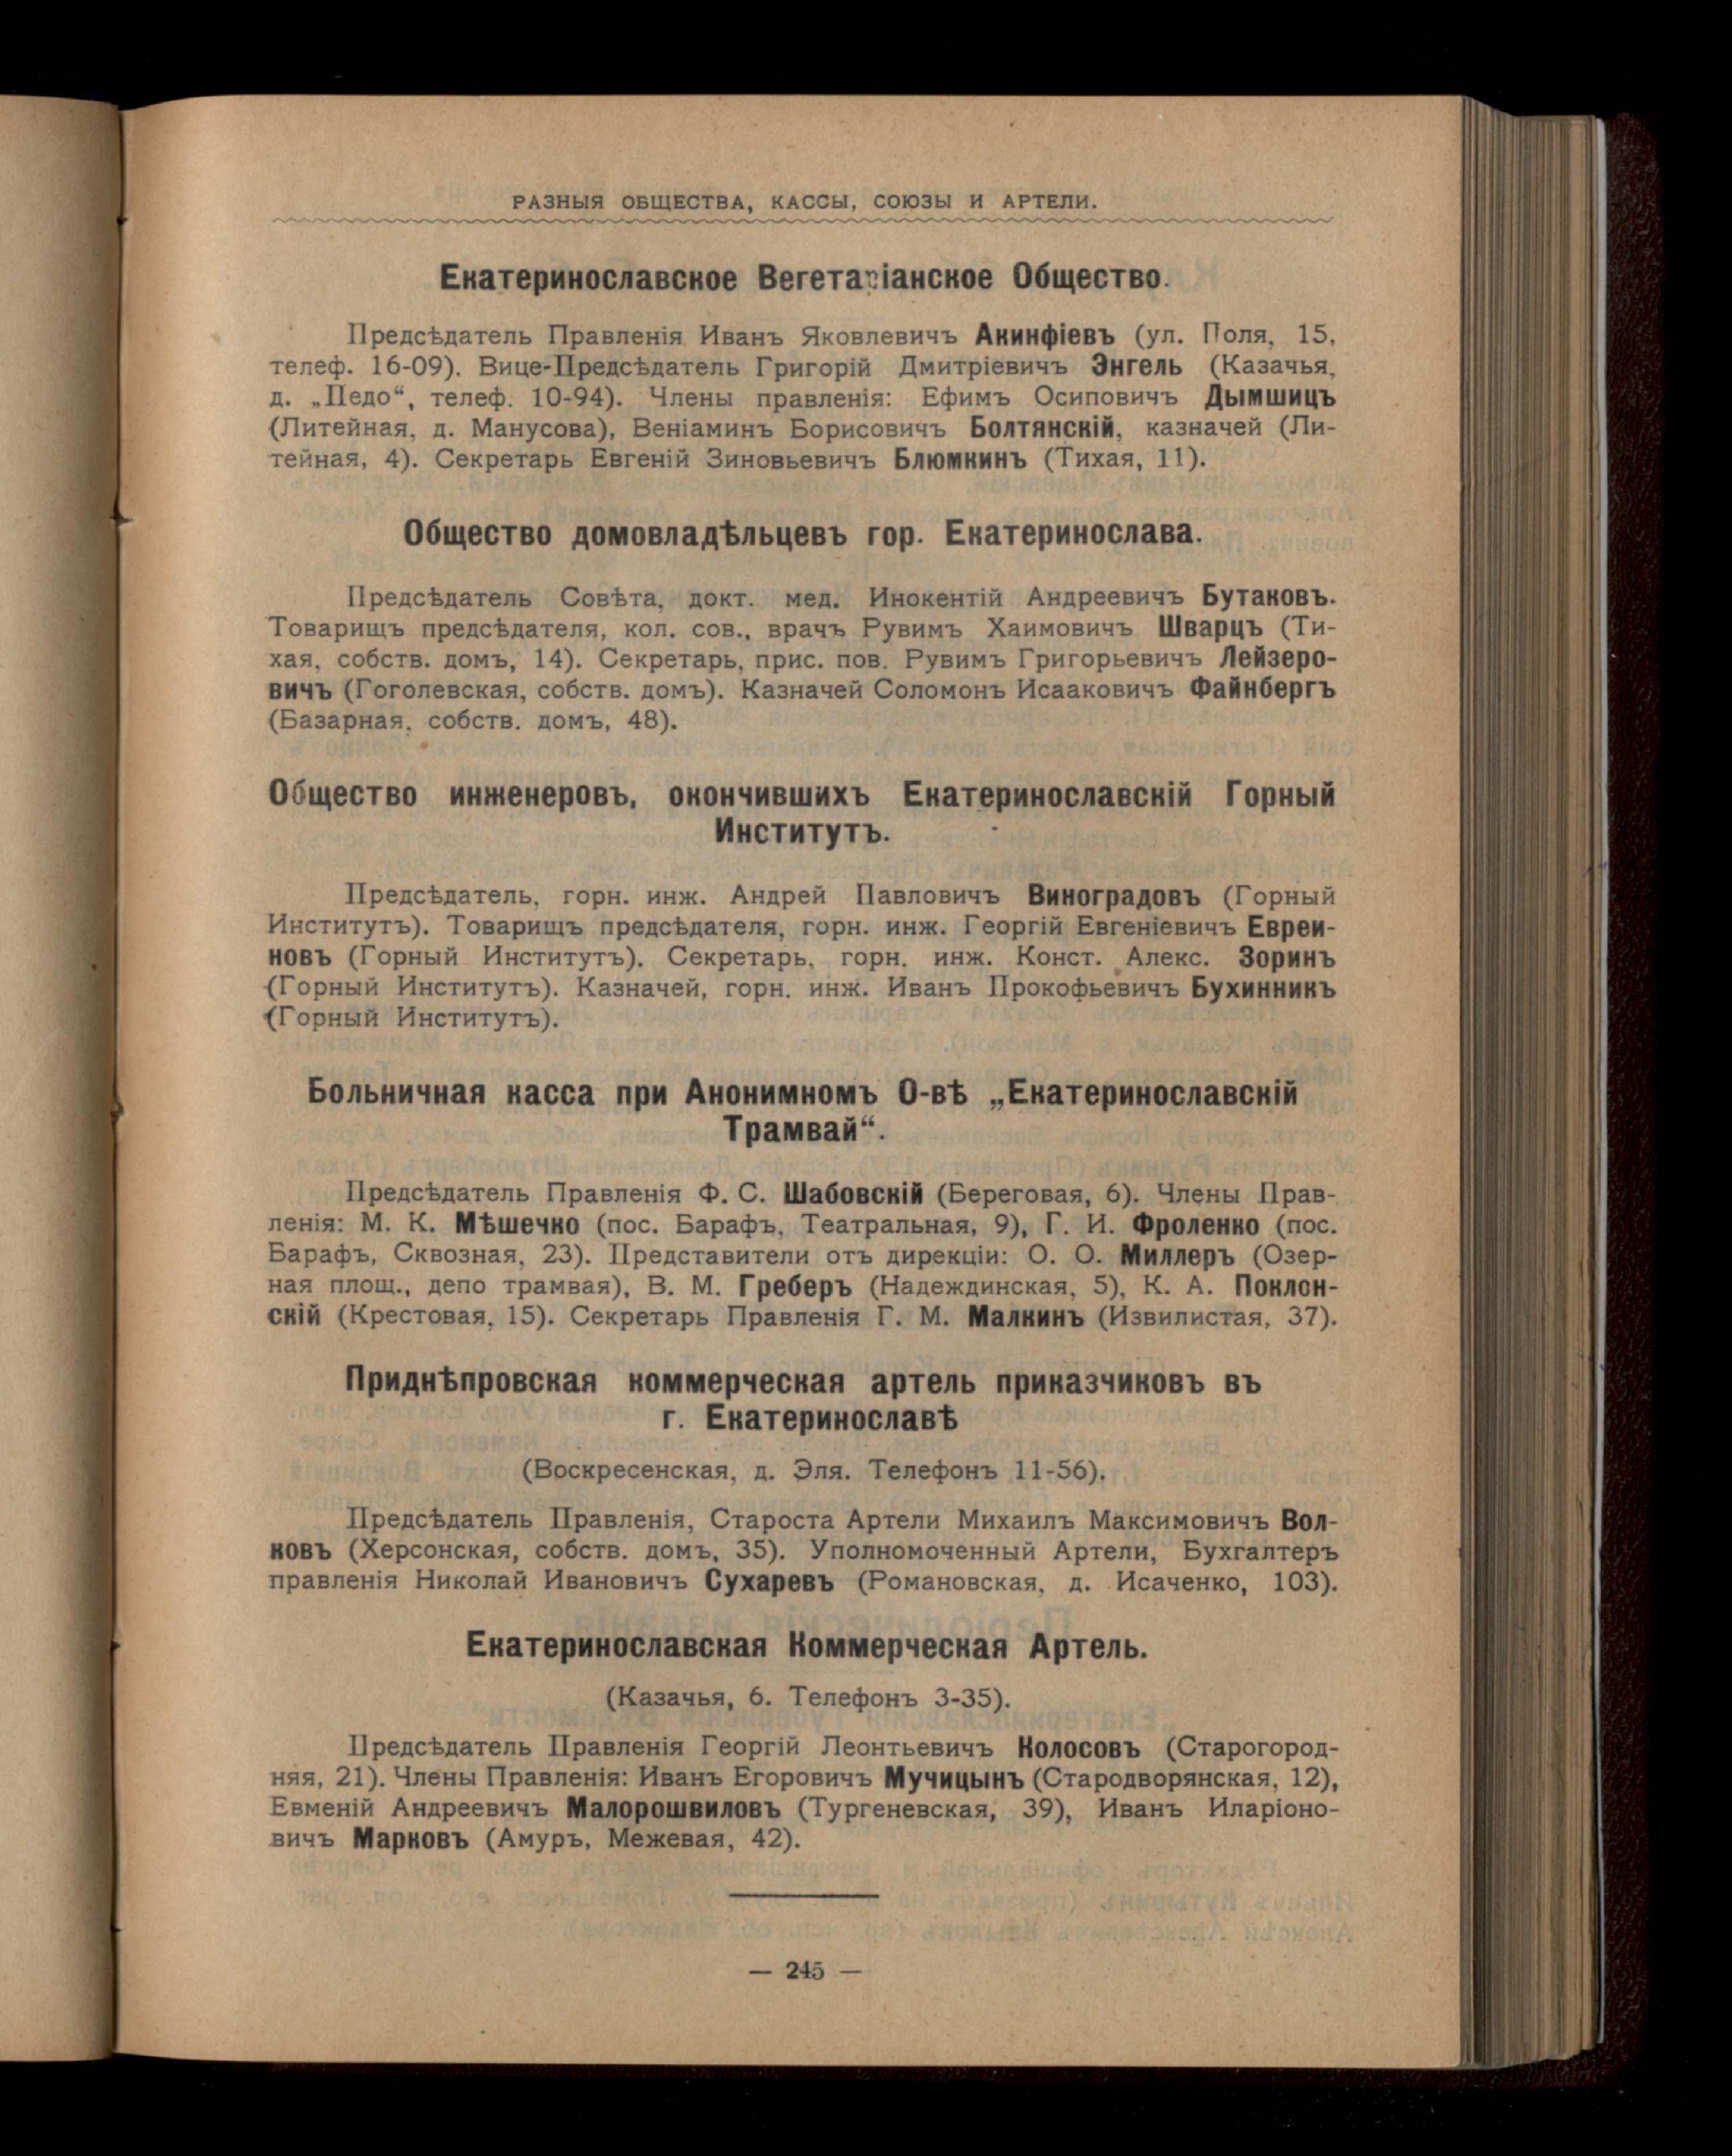 РАЗНЫЯ ОБЩЕСТВА, КАССЫ, СОЮЗЫ И АРТЕЛИ.
Екатеринославское Вегетаріанское Общество.
Предсѣдатель Правленія Иванъ Яковлевичъ Акинфіевъ (ул. Поля, 15,
телеф. 16-09). Вице-Предсѣдатель Григорій Дмитріевичъ Энгель (Казачья,
д. „Педо“, телеф. 10-94). Члены правленія: Ефимъ Осиповичъ Дымшицъ
(Литейная, д. Манусова), Веніаминъ Борисовичъ Болтянскій, казначей (Ли-
тейная, 4). Секретарь Евгеній Зиновьевичъ Блюмкинъ (Тихая, 11).
Общество домовладѣльцевъ гор. Екатеринослава.
Предсѣдатель Совѣта, докт. мед. Инокентій Андреевичъ Бутаковъ.
Товарищъ предсѣдателя, кол. сов., врачъ Рувимъ Хаимовичъ Шварцъ (Ти-
хая, собств. домъ, 14). Секретарь, прис. пов. Рувимъ Григорьевичъ Лейзеро-
вичъ (Гоголевская, собств. домъ). Казначей Соломонъ Исааковичъ Файнбергъ
(Базарная, собств. домъ, 48).
Общество инженеровъ, окончившихъ Екатеринославскій Горный
Институтъ.
Предсѣдатель, горн. инж. Андрей Павловичъ Виноградовъ (Горный
Институтъ). Товарищъ предсѣдателя, горн. инж. Георгій Евгеніевичъ Евреи-
новъ (Горный Институтъ). Секретарь, горн. инж. Конст. Алекс. Зоринъ
(Горный Институтъ). Казначей, горн. инж. Иванъ Прокофьевичъ Бухинникъ
(Горный Институтъ).
Больничная касса при Анонимномъ О-вѣ „Екатеринославскій
Трамвай“.
Предсѣдатель Правленія Ф. С. Шабовскій (Береговая, 6). Члены Прав-
ленія: М. К. Мѣшечко (пос. Барафъ, Театральная, 9), Г. И. Фроленко (пос.
Барафъ, Сквозная, 23). Представители отъ дирекціи: О. О. Миллеръ (Озер-
ная площ., депо трамвая), В. М. Греберъ (Надеждинская, 5), К. А. Поклон-
скій (Крестовая, 15). Секретарь Правленія Г. М. Малкинъ (Извилистая, 37).
Приднѣпровская коммерческая артель приказчиковъ въ
г. Екатеринославѣ
(Воскресенская, д. Эля. Телефонъ 11-56).
Предсѣдатель Правленія, Староста Артели Михаилъ Максимовичъ Вол-
ковъ (Херсонская, собств. домъ, 35). Уполномоченный Артели, Бухгалтеръ
правленія Николай Ивановичъ Сухаревъ (Романовская, д. Исаченко, 103).
Екатеринославская Коммерческая Артель.
(Казачья, 6. Телефонъ 3-35).
Предсѣдатель Правленія Георгій Леонтьевичъ Колосовъ (Старогород-
няя, 21). Члены Правленія: Иванъ Егоровичъ Мучицынъ (Стародворянская, 12),
Евменій Андреевичъ Малорошвиловъ (Тургеневская, 39), Иванъ Иларіоно-
вичъ Марковъ (Амуръ, Межевая, 42).
— 245 —